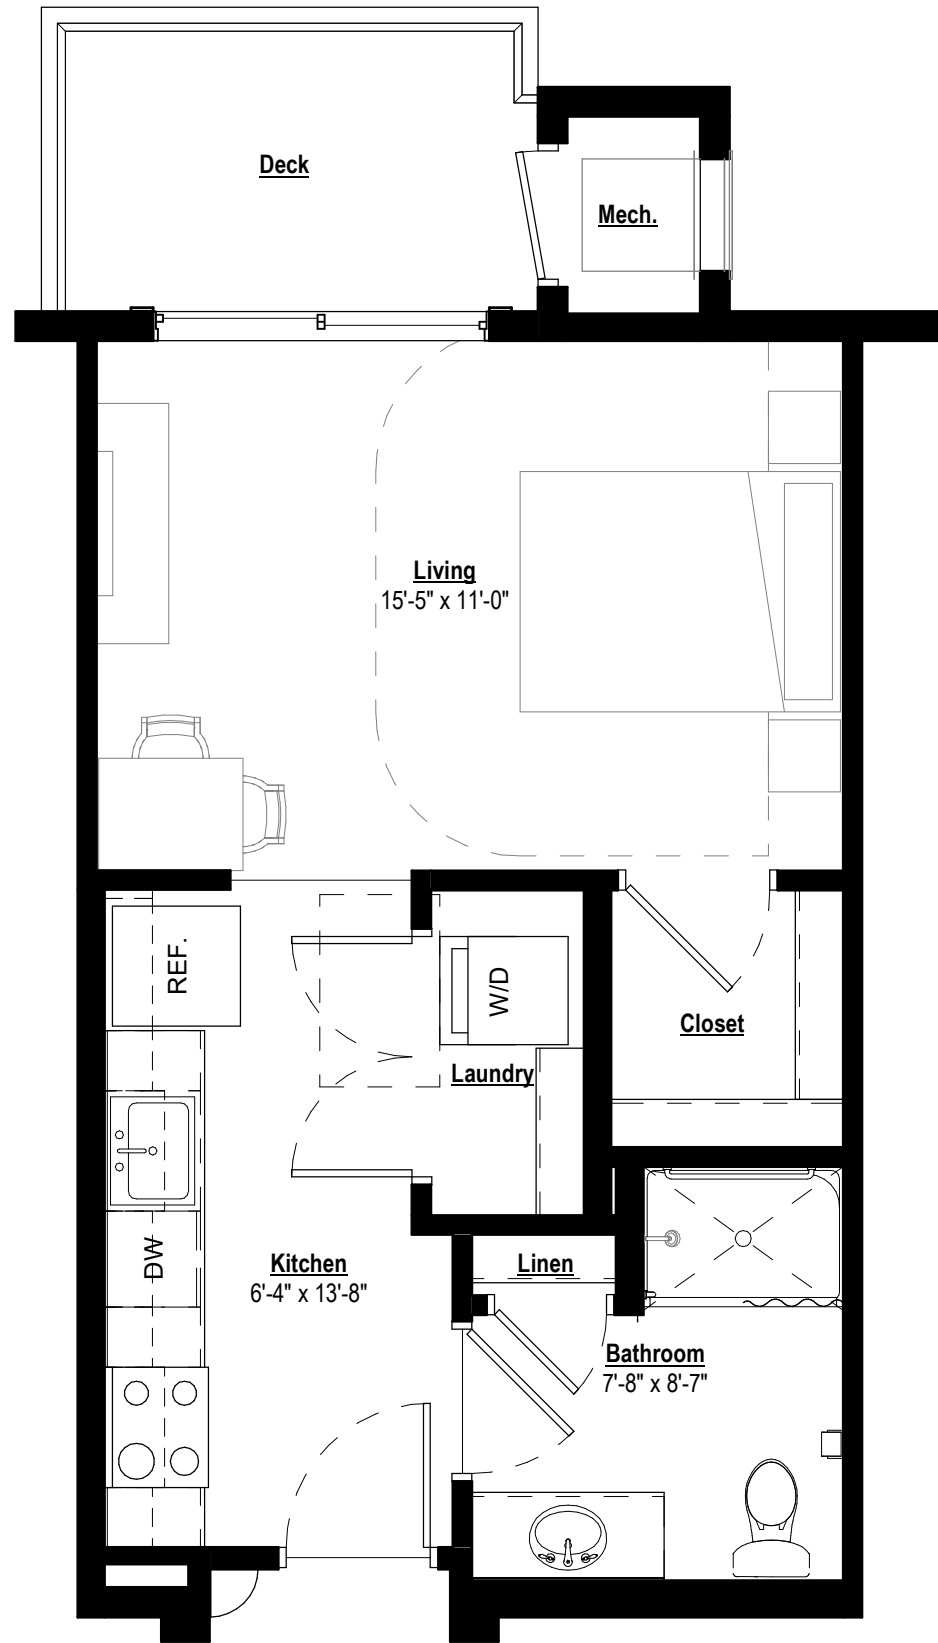 Deck
Mech.
Living
15'-5" x 11'-0"
REF.
W/D
Closet
Laundry
DW
Kitchen
6'-4" x 13'-8"
Linen
Bathroom
7'-8" x 8'-7"